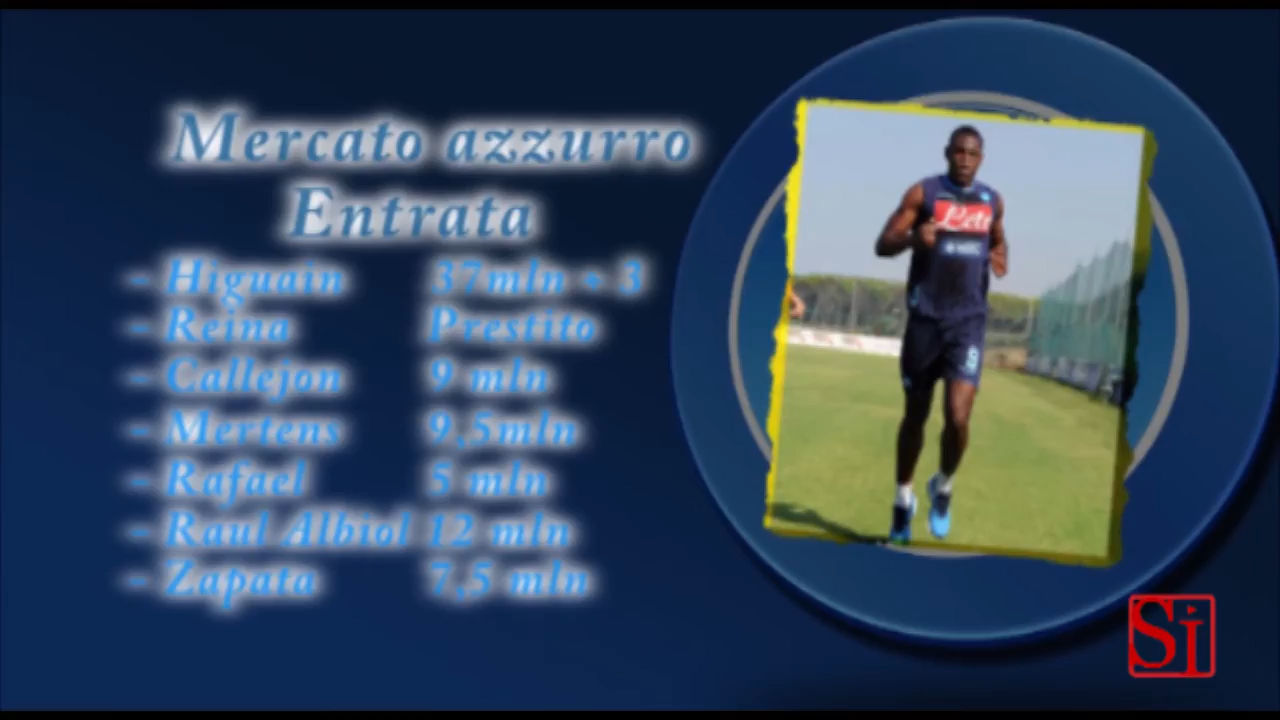 Mercato azzurro
Entrata
- Higuain 37mln + 3
- Reina Prestito
- Callejon 9 mln
- Mertens 9,5mln
- Rafael 5 mln
- Raul Albiol 12 mln
- Zapata 7,5 mln
Lete
Si